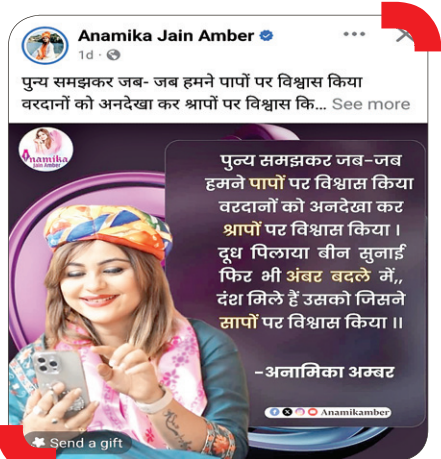 Anamika Jain Amber
1d
पुन्य समझकर जब- जब हमने पापों पर विश्वास किया
वरदानों को अनदेखा कर श्रापों पर विश्वास कि... See more
Anamika
Jain Amber
पुन्य समझकर जब-जब
हमने पापों पर विश्वास किया
वरदानों को अनदेखा कर
श्रापों पर विश्वास किया ।
दूध पिलाया बीन सुनाई
फिर भी अंबर बदले में,,
दंश मिले हैं उसको जिसने
सापों पर विश्वास किया ।।
-अनामिका अम्बर
Anamikamber
Send a gift